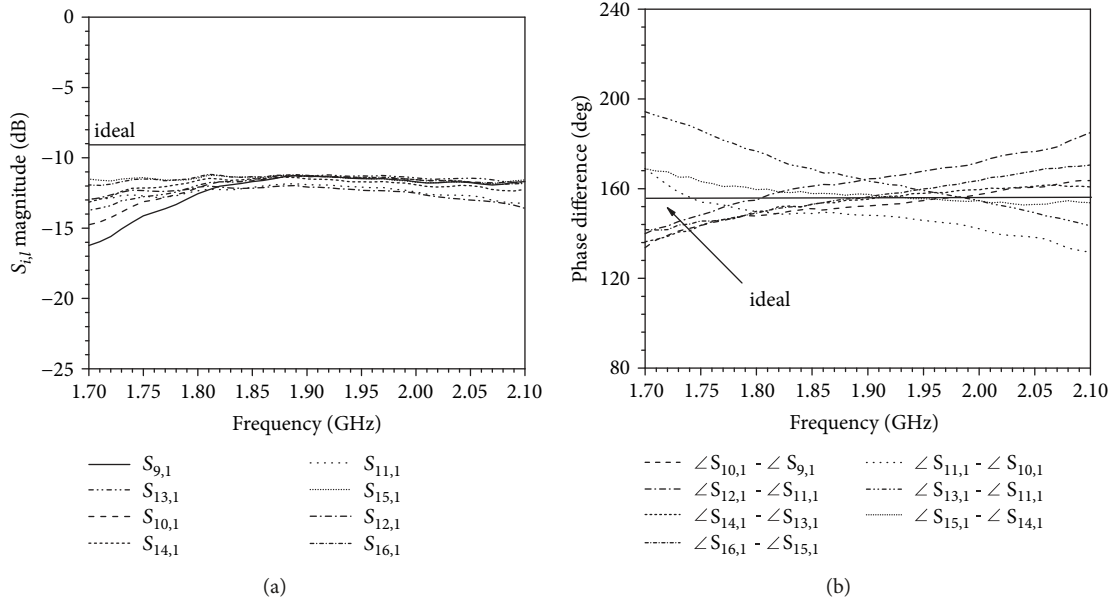 0
−5
−10
−15
−20
−25
S_{i,l} magnitude (dB)
ideal
1.70 1.75 1.80 1.85 1.90 1.95 2.00 2.05 2.10
Frequency (GHz)
S_{9,1}
S_{13,1}
S_{10,1}
S_{14,1}
S_{11,1}
S_{15,1}
S_{12,1}
S_{16,1}
(a)
240
200
160
120
80
Phase difference (deg)
ideal
1.70 1.75 1.80 1.85 1.90 1.95 2.00 2.05 2.10
Frequency (GHz)
∠ S_{10,1} - ∠ S_{9,1}
∠ S_{12,1} - ∠ S_{11,1}
∠ S_{14,1} - ∠ S_{13,1}
∠ S_{16,1} - ∠ S_{15,1}
∠ S_{11,1} - ∠ S_{10,1}
∠ S_{13,1} - ∠ S_{11,1}
∠ S_{15,1} - ∠ S_{14,1}
(b)